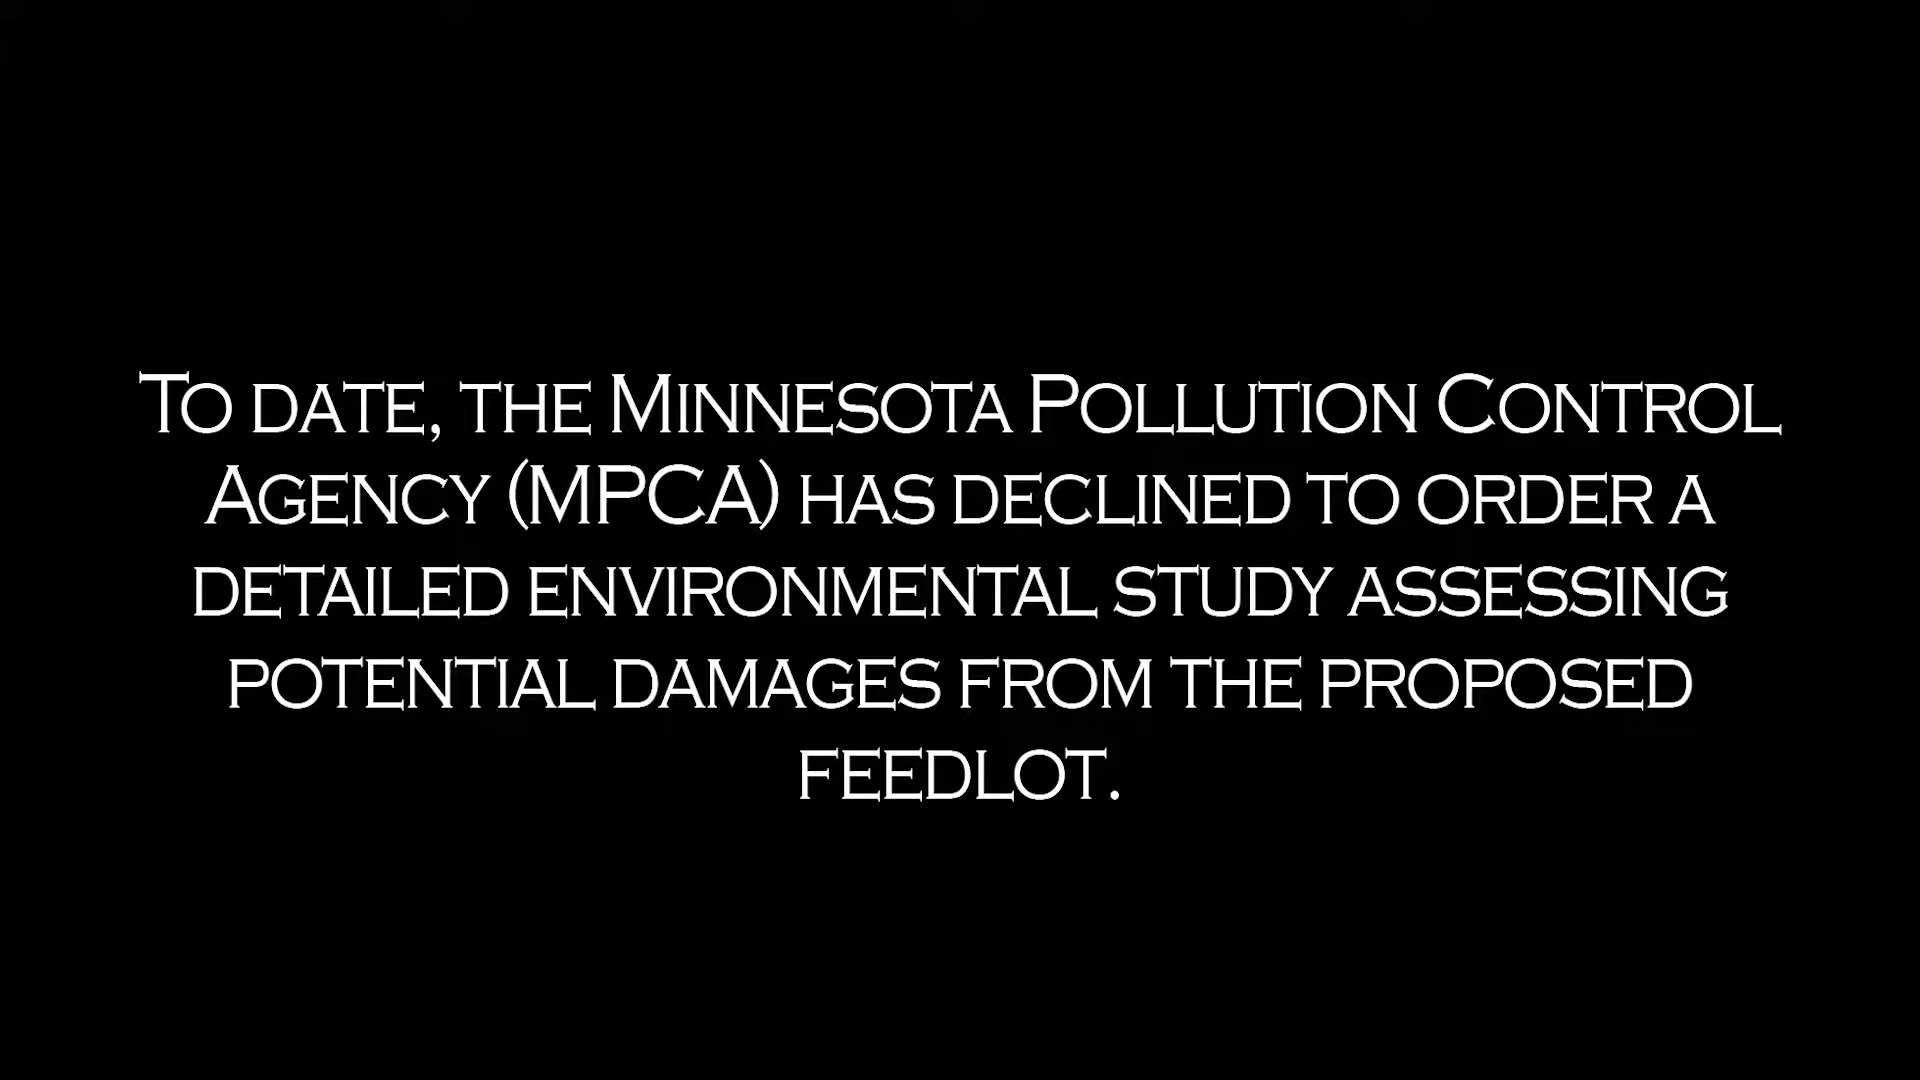 To date, the Minnesota Pollution Control
Agency (MPCA) has declined to order a
detailed environmental study assessing
potential damages from the proposed
feedlot.